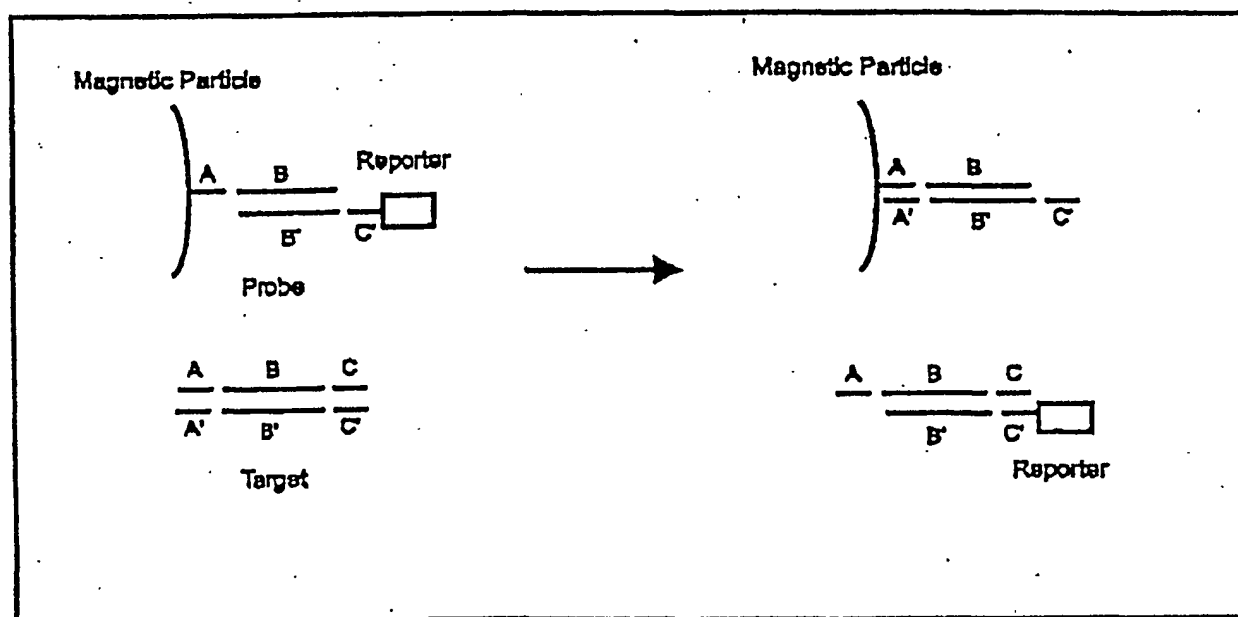 Magnetic Particle
A B Reporter
B' C'
Probe
A B C
A' B' C'
Target
Magnetic Particle
A B
A' B' C'
A B C
B' C'
Reporter